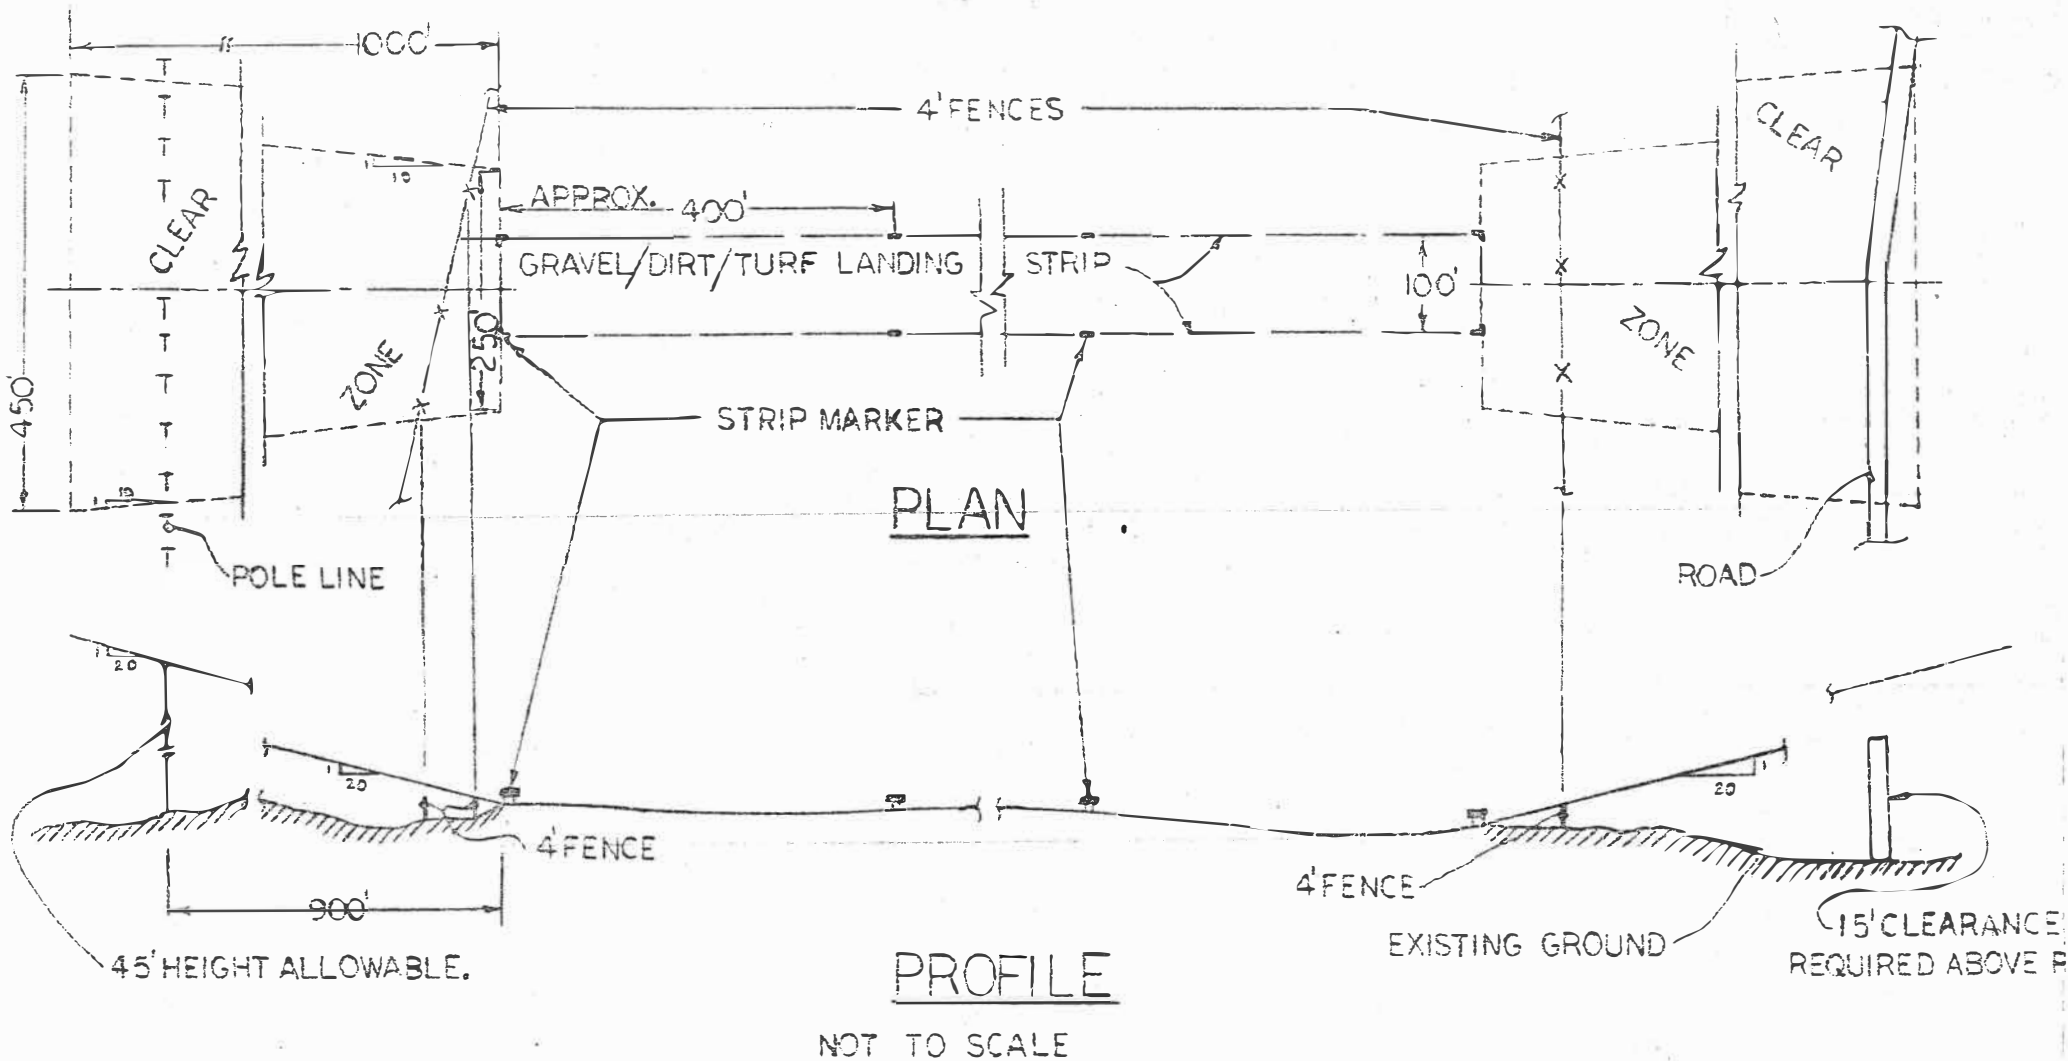 1000'
4' FENCES
CLEAR
1
10
APPROX. 400'
CLEAR
GRAVEL/DIRT/TURF LANDING STRIP
100'
250'
ZONE
ZONE
450'
STRIP MARKER
1
10
PLAN
POLE LINE
ROAD
1
20
1
20
1
20
4' FENCE
4' FENCE
900'
45' HEIGHT ALLOWABLE.
EXISTING GROUND
15' CLEARANCE
REQUIRED ABOVE
PROFILE
NOT TO SCALE